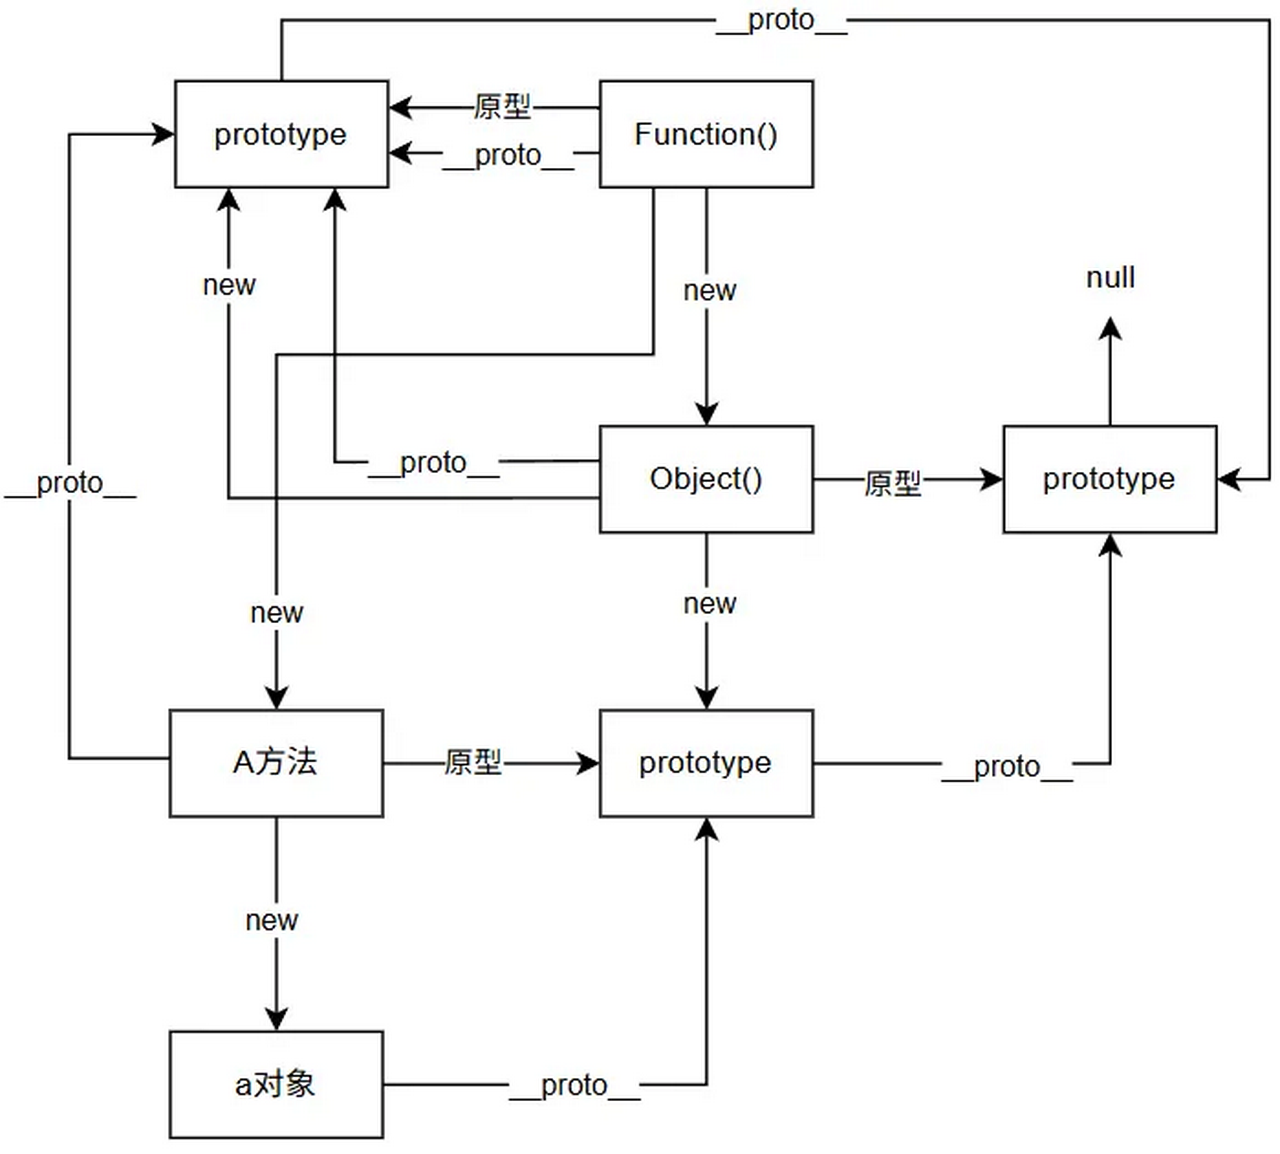 __proto__
prototype
原型
__proto__
Function()
new
new
null
__proto__
__proto__
Object()
原型
prototype
new
new
A方法
原型
prototype
__proto__
new
a对象
__proto__